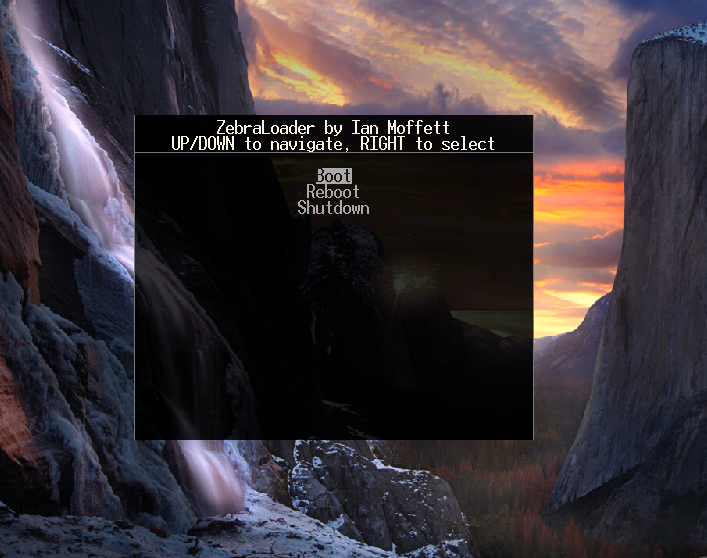 ZebraLoader by Ian Moffett
UP/DOWN to navigate, RIGHT to select
Boot
Reboot
Shutdown